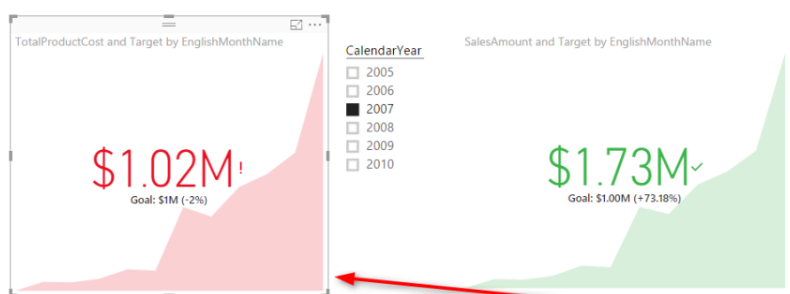 TotalProductCost and Target by EnglishMonthName
$1.02M!
Goal: $1M (-2%)
CalendarYear
2005
2006
2007
2008
2009
2010
SalesAmount and Target by EnglishMonthName
$1.73M✓
Goal: $1.00M (+73.18%)